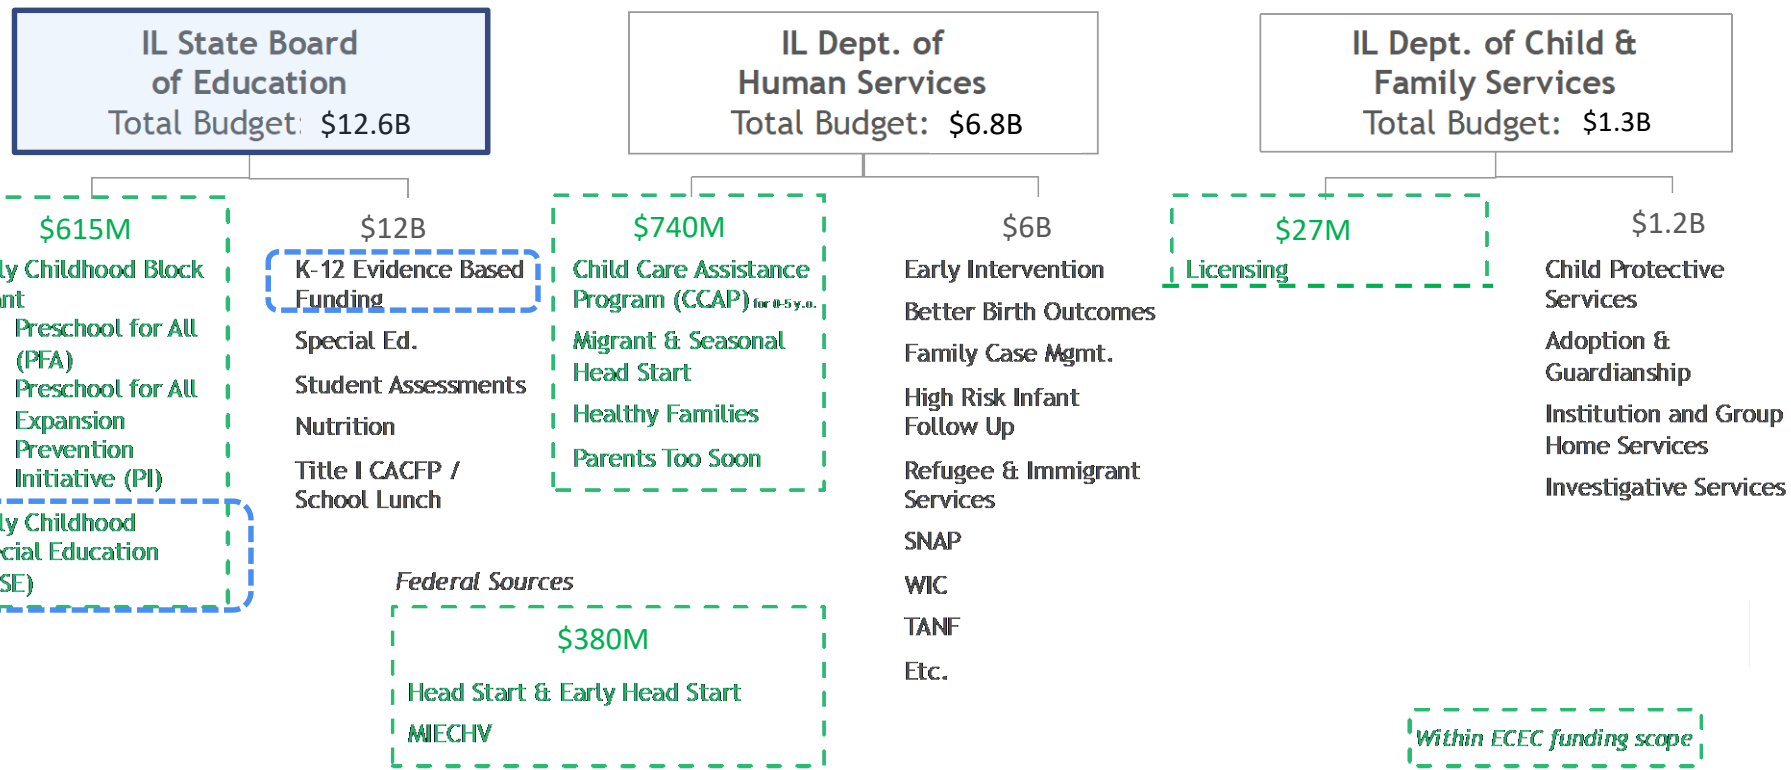 IL State Board
of Education
Total Budget: $12.6B
$615M
ly Childhood Block
nt
Preschool for All
(PFA)
Preschool for All
Expansion
Prevention
Initiative (PI)
ly Childhood
cial Education
SE)
$12B
K-12 Evidence Based
Funding
Special Ed.
Student Assessments
Nutrition
Title I CACFP /
School Lunch
IL Dept. of
Human Services
Total Budget: $6.8B
$740M
Child Care Assistance
Program (CCAP) for 0-5 y.o.
Migrant & Seasonal
Head Start
Healthy Families
Parents Too Soon
$6B
Early Intervention
Better Birth Outcomes
Family Case Mgmt.
High Risk Infant
Follow Up
Refugee & Immigrant
Services
SNAP
WIC
TANF
Etc.
IL Dept. of Child &
Family Services
Total Budget: $1.3B
$27M
Licensing
$1.2B
Child Protective
Services
Adoption &
Guardianship
Institution and Group
Home Services
Investigative Services
Federal Sources
$380M
Head Start & Early Head Start
MIECHV
Within ECEC funding scope